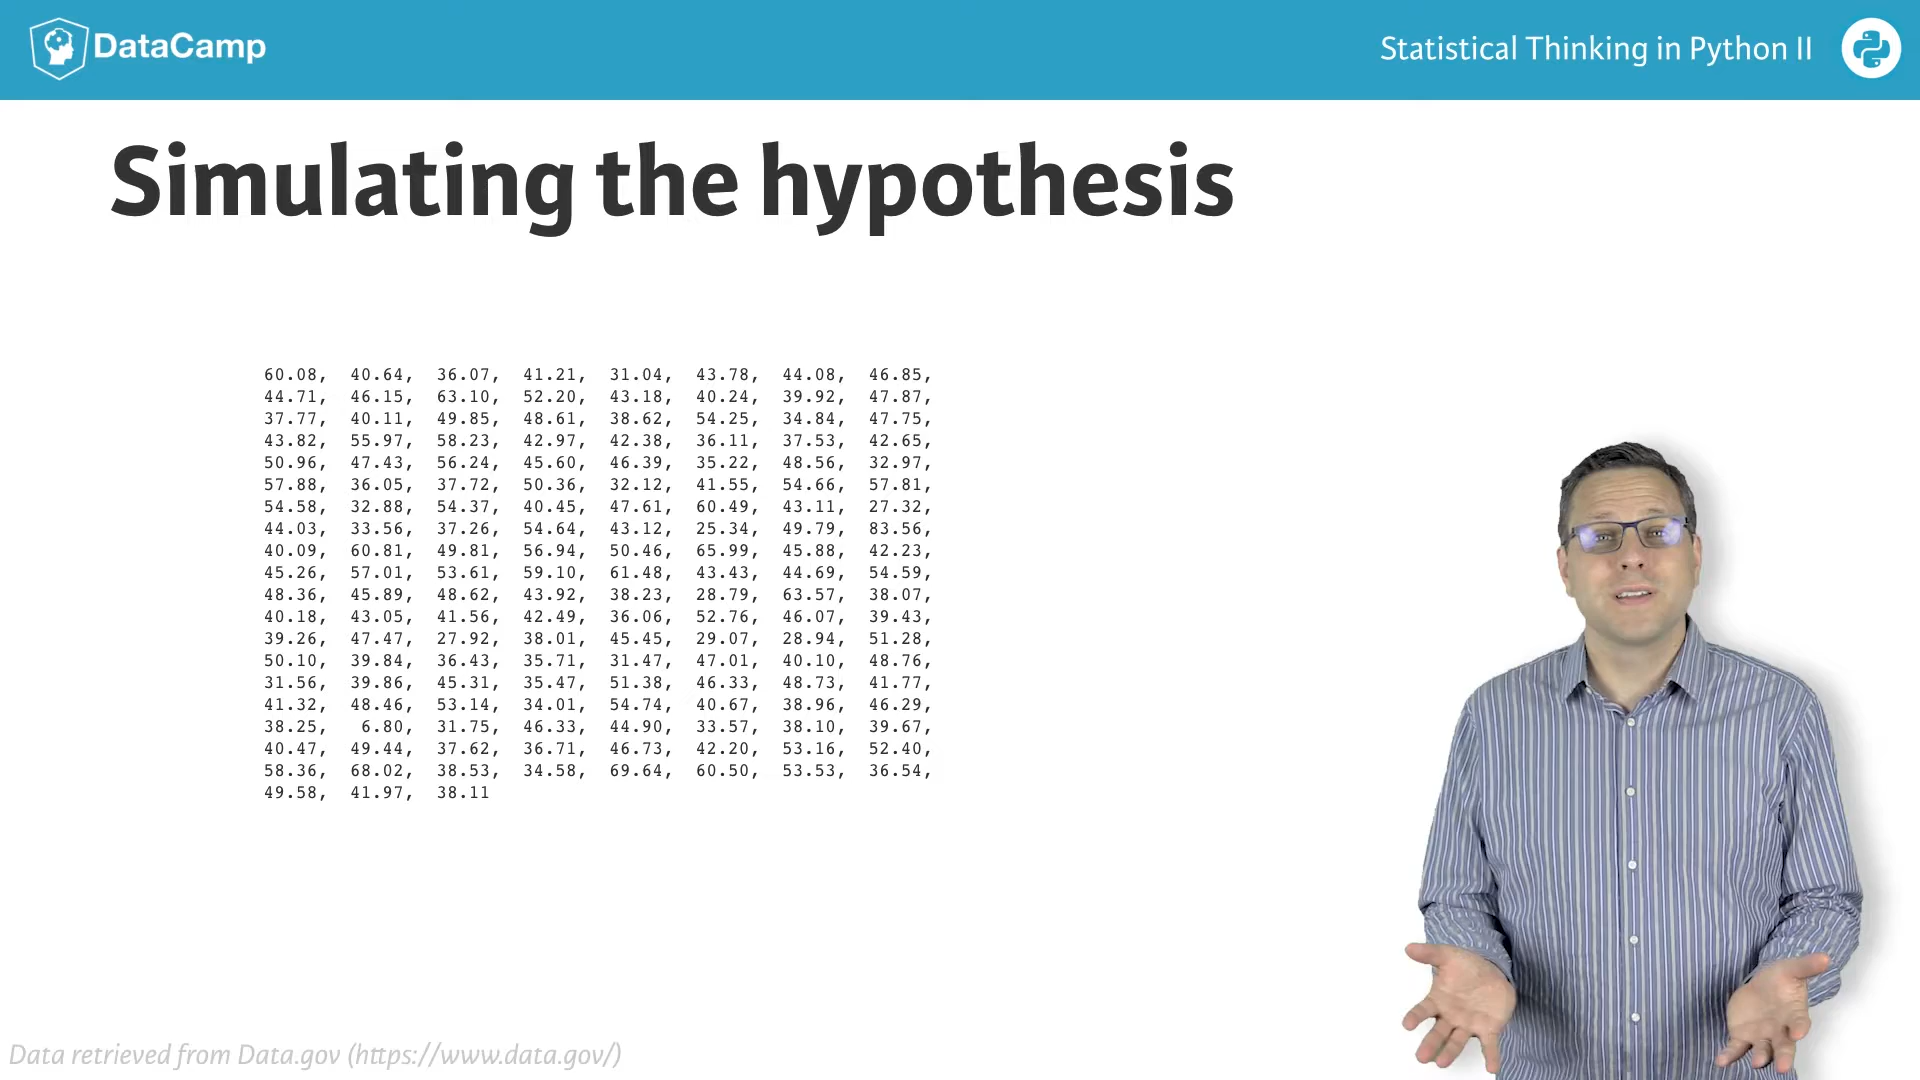 DataCamp
Statistical Thinking in Python II
Simulating the hypothesis
60.08, 40.64, 36.07, 41.21, 31.04, 43.78, 44.08, 46.85,
44.71, 46.15, 63.10, 52.20, 43.18, 40.24, 39.92, 47.87,
37.77, 40.11, 49.85, 48.61, 38.62, 54.25, 34.84, 47.75,
43.82, 55.97, 58.23, 42.97, 42.38, 36.11, 37.53, 42.65,
50.96, 47.43, 56.24, 45.60, 46.39, 35.22, 48.56, 32.97,
57.88, 36.05, 37.72, 50.36, 32.12, 41.55, 54.66, 57.81,
54.58, 32.88, 54.37, 40.45, 47.61, 60.49, 43.11, 27.32,
44.03, 33.56, 37.26, 54.64, 43.12, 25.34, 49.79, 83.56,
40.09, 60.81, 49.81, 56.94, 50.46, 65.99, 45.88, 42.23,
45.26, 57.01, 53.61, 59.10, 61.48, 43.43, 44.69, 54.59,
48.36, 45.89, 48.62, 43.92, 38.23, 28.79, 63.57, 38.07,
40.18, 43.05, 41.56, 42.49, 36.06, 52.76, 46.07, 39.43,
39.26, 47.47, 27.92, 38.01, 45.45, 29.07, 28.94, 51.28,
50.10, 39.84, 36.43, 35.71, 31.47, 47.01, 40.10, 48.76,
31.56, 39.86, 45.31, 35.47, 51.38, 46.33, 48.73, 41.77,
41.32, 48.46, 53.14, 34.01, 54.74, 40.67, 38.96, 46.29,
38.25, 6.80, 31.75, 46.33, 44.90, 33.57, 38.10, 39.67,
40.47, 49.44, 37.62, 36.71, 46.73, 42.20, 53.16, 52.40,
58.36, 68.02, 38.53, 34.58, 69.64, 60.50, 53.53, 36.54,
49.58, 41.97, 38.11
Data retrieved from Data.gov (https://www.data.gov/)